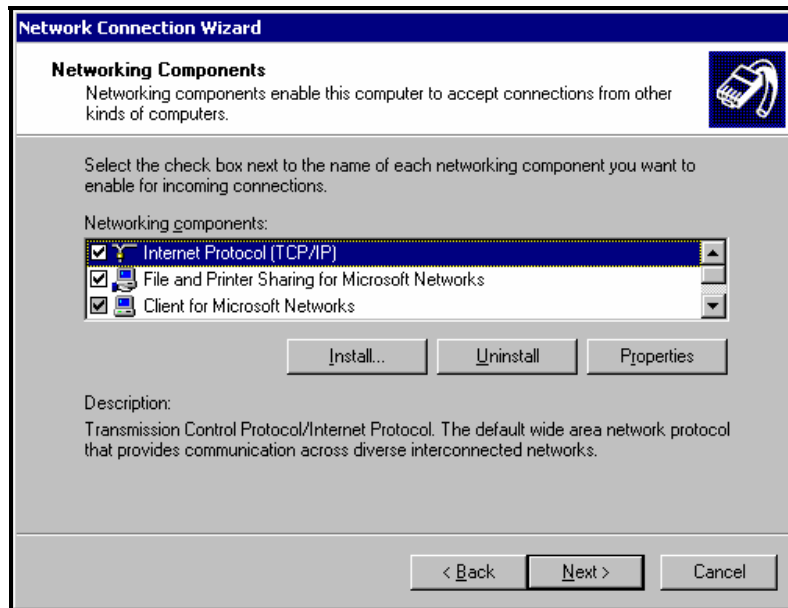 Network Connection Wizard
Networking Components
Networking components enable this computer to accept connections from other
kinds of computers.
Select the check box next to the name of each networking component you want to
enable for incoming connections.
Networking components:
Internet Protocol (TCP/IP)
File and Printer Sharing for Microsoft Networks
Client for Microsoft Networks
Install...
Uninstall
Properties
Description:
Transmission Control Protocol/Internet Protocol. The default wide area network protocol
that provides communication across diverse interconnected networks.
< Back
Next >
Cancel